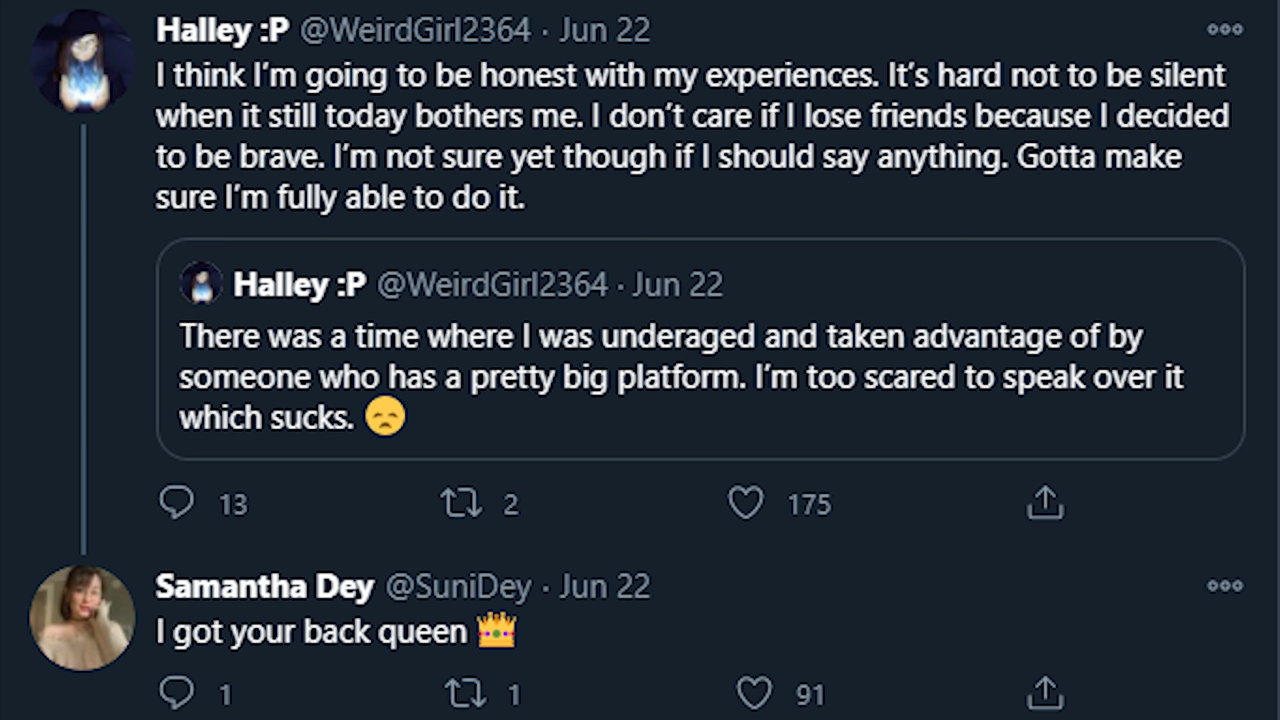 Halley :P @WeirdGirl2364 · Jun 22
I think I’m going to be honest with my experiences. It’s hard not to be silent
when it still today bothers me. I don’t care if I lose friends because I decided
to be brave. I’m not sure yet though if I should say anything. Gotta make
sure I’m fully able to do it.
Halley :P @WeirdGirl2364 · Jun 22
There was a time where I was underaged and taken advantage of by
someone who has a pretty big platform. I’m too scared to speak over it
which sucks. 😞
13 2 175
Samantha Dey @SuniDey · Jun 22
I got your back queen 👑
1 1 91